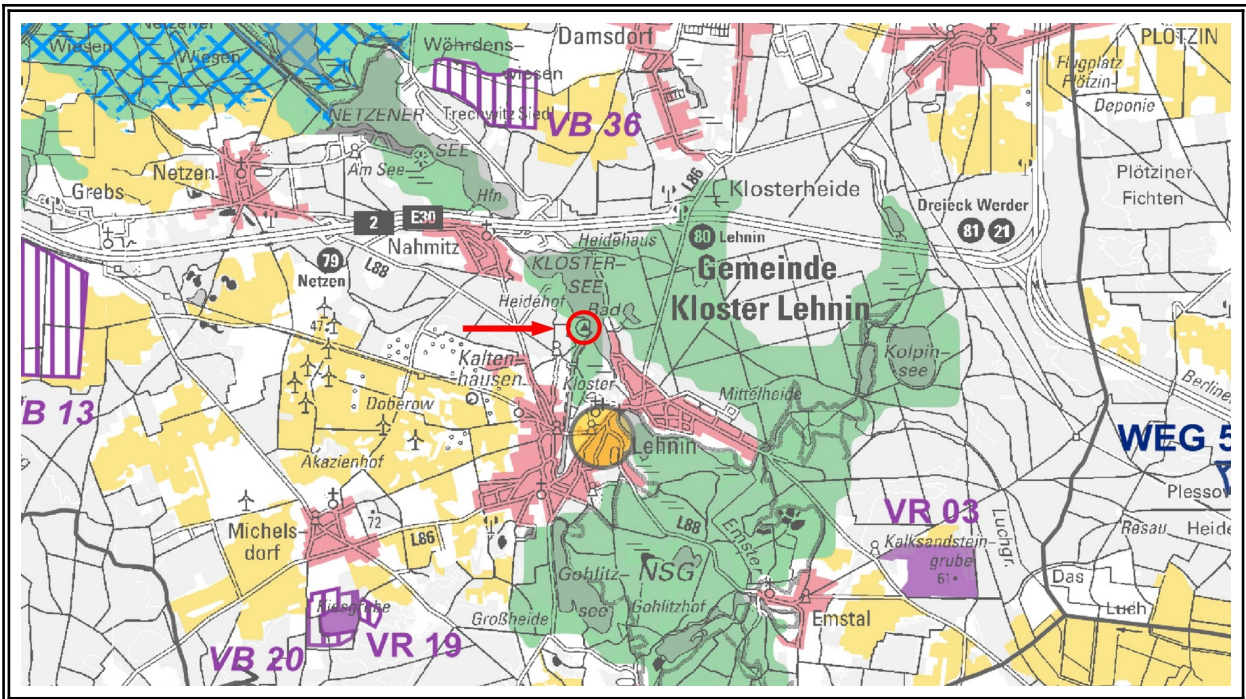 Netzener
Wiesen
Wiesen
Wöhrdens-
wiesen
Damsdorf
PLÖTZIN
Flugplatz
Plötzin-
Deponie
NETZENER
SEE
Trechwitz Siedl
VB 36
Netzen
Am See
Hfn
L86
Klosterheide
Plötziner
Fichten
Grebs
2
E30
Nahmitz
Heidehaus
80 Lehnin
Dreieck Werder
81 21
79
Netzen
L88
KLOSTER-
SEE
Heidehof
Bad
Gemeinde
Kloster Lehnin
47
Kalten-
hausen
Kloster
Kolpin-
see
Mittelheide
Berliner
VB 13
Doberow
Lehnin
WEG 5
Akazienhof
Plessow
Michels-
dorf
72
L86
L88
Emster
VR 03
Kalksandstein-
grube
61
Luchgr.
Resau
Heide
Gohlitz-
see
NSG
Gohlitzhof
Das
Luch
Kiesgrube
Großheide
Emstal
VB 20
VR 19